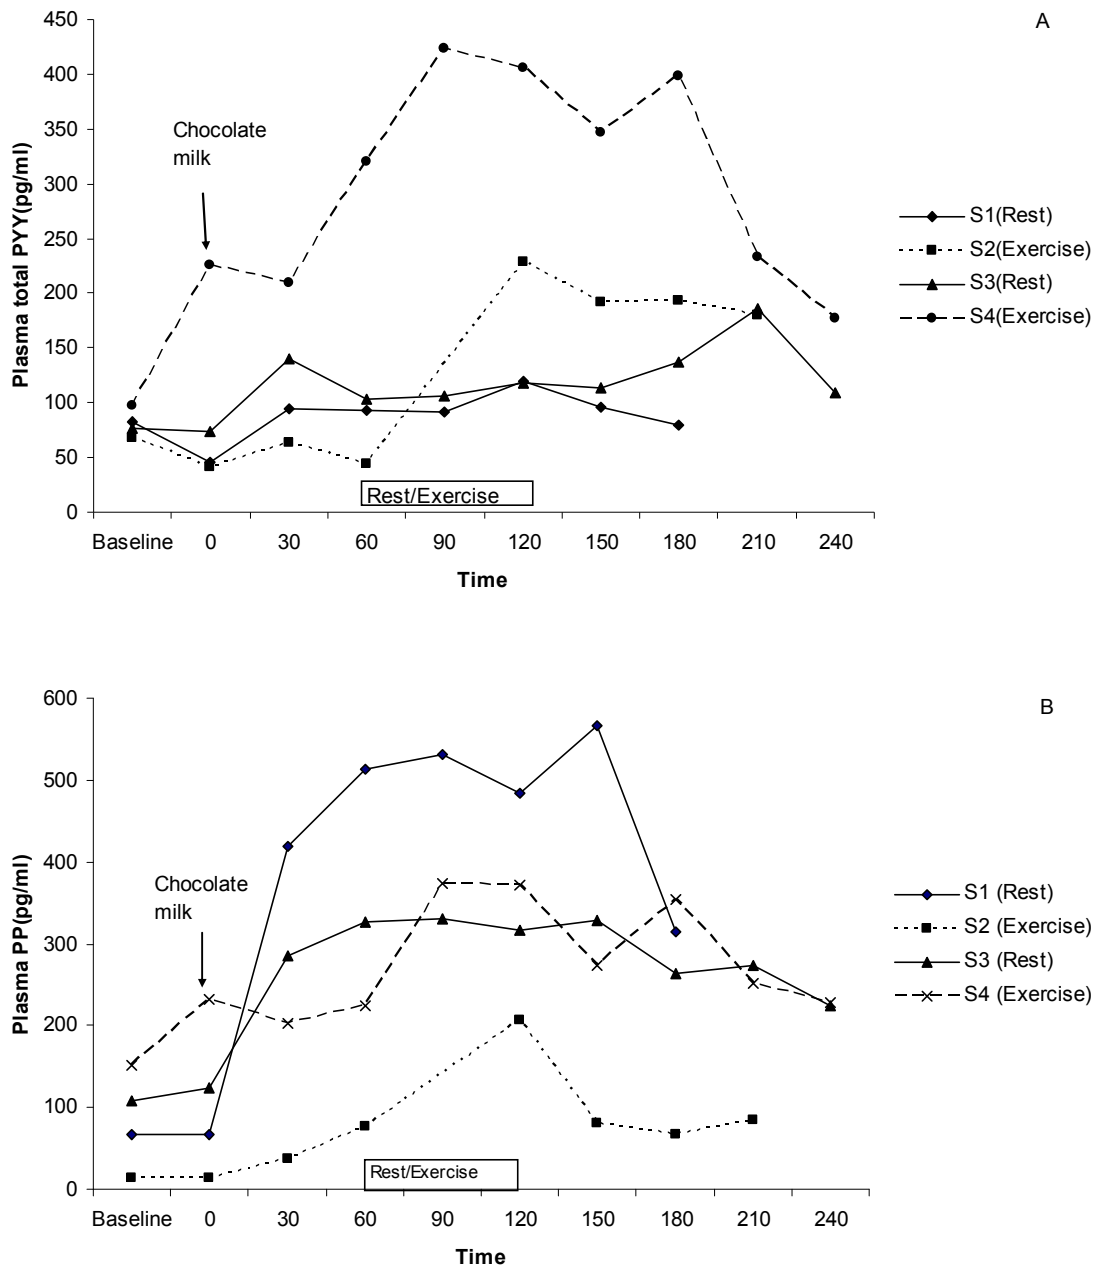 A
450
400
350
300
250
200
150
100
50
0
Plasma total PYY(pg/ml)
Chocolate
milk
Rest/Exercise
Baseline 0 30 60 90 120 150 180 210 240
Time
S1(Rest)
S2(Exercise)
S3(Rest)
S4(Exercise)
B
600
500
400
300
200
100
0
Plasma PP(pg/ml)
Chocolate
milk
Rest/Exercise
Baseline 0 30 60 90 120 150 180 210 240
Time
S1 (Rest)
S2 (Exercise)
S3 (Rest)
S4 (Exercise)